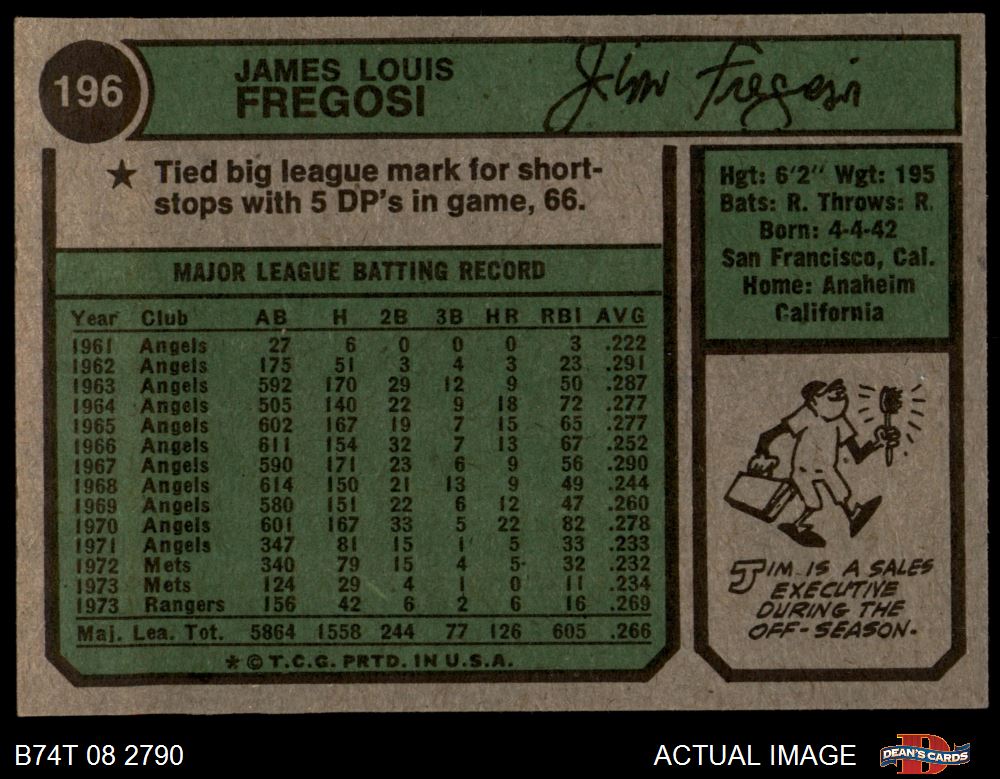 196
JAMES LOUIS
FREGOSI
Jim Fregosi
★ Tied big league mark for short-
stops with 5 DP's in game, 66.
MAJOR LEAGUE BATTING RECORD
Year Club AB H 2B 3B HR RBI AVG
1961 Angels 27 6 0 0 0 3 .222
1962 Angels 175 51 3 4 3 23 .291
1963 Angels 592 170 29 12 9 50 .287
1964 Angels 505 140 22 9 18 72 .277
1965 Angels 602 167 19 7 15 65 .277
1966 Angels 611 154 32 7 13 67 .252
1967 Angels 590 171 23 6 9 56 .290
1968 Angels 614 150 21 13 9 49 .244
1969 Angels 580 151 22 6 12 47 .260
1970 Angels 601 167 33 5 22 82 .278
1971 Angels 347 81 15 1 5 33 .233
1972 Mets 340 79 15 4 5 32 .232
1973 Mets 124 29 4 1 0 11 .234
1973 Rangers 156 42 6 2 6 16 .269
Maj. Lea. Tot. 5864 1558 244 77 126 605 .266
★ © T.C.G. PRTD. IN U.S.A.
Hgt: 6'2" Wgt: 195
Bats: R. Throws: R.
Born: 4-4-42
San Francisco, Cal.
Home: Anaheim
California
JIM IS A SALES
EXECUTIVE
DURING THE
OFF-SEASON.
B74T 08 2790
ACTUAL IMAGE
DEAN'S CARDS